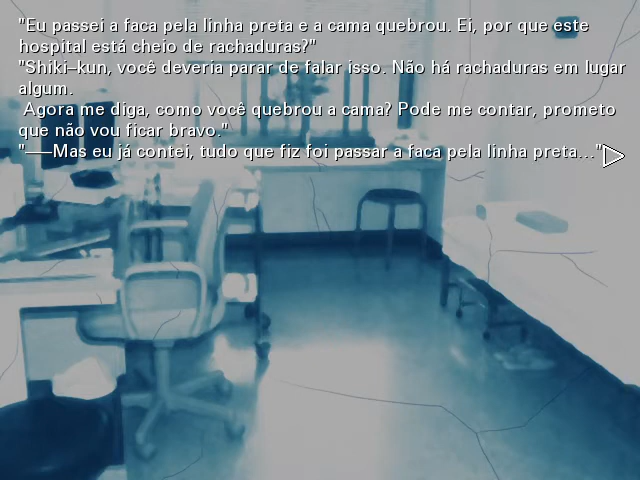 "Eu passei a faca pela linha preta e a cama quebrou. Ei, por que este
hospital está cheio de rachaduras?"
"Shiki-kun, você deveria parar de falar isso. Não há rachaduras em lugar
algum.
Agora me diga, como você quebrou a cama? Pode me contar, prometo
que não vou ficar bravo."
"――Mas eu já contei, tudo que fiz foi passar a faca pela linha preta..."